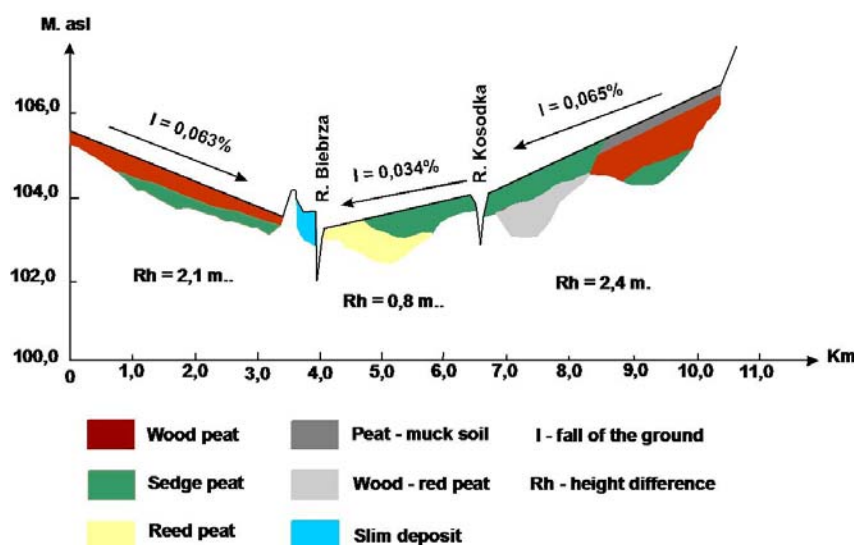 M. asl
106,0
104,0
102,0
100,0
I = 0,063%
R. Biebrza
I = 0,034%
R. Kosodka
I = 0,065%
Rh = 2,1 m..
Rh = 0,8 m..
Rh = 2,4 m.
0 1,0 2,0 3,0 4,0 5,0 6,0 7,0 8,0 9,0 10,0 11,0 Km
Wood peat
Peat - muck soil
I - fall of the ground
Sedge peat
Wood - red peat
Rh - height difference
Reed peat
Slim deposit